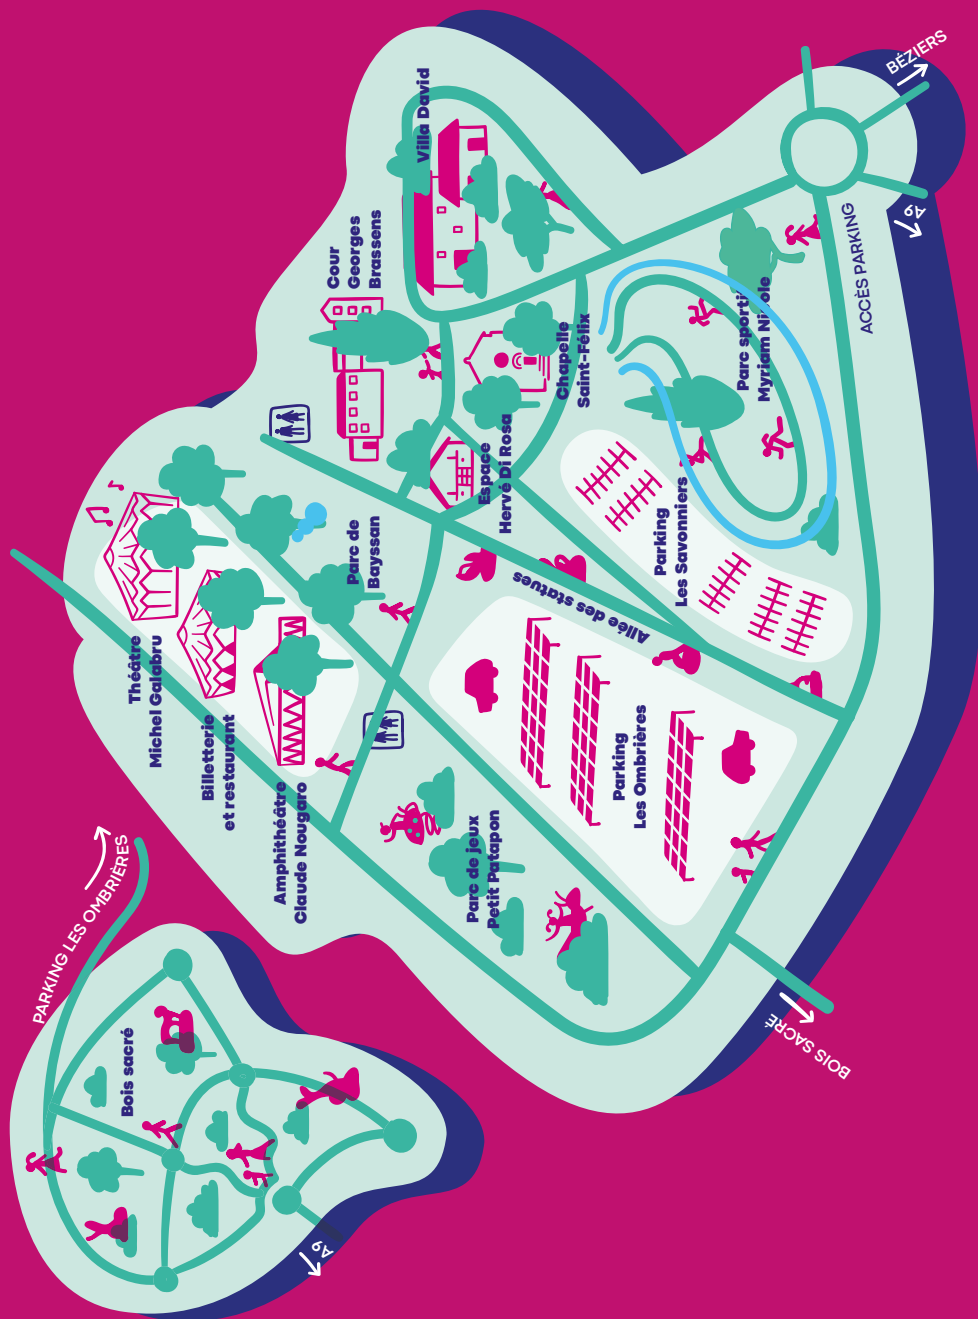 PARKING LES OMBRIÈRES
Bois sacré
A9
Théâtre
Michel Galabru
Billetterie
et restaurant
Amphithéâtre
Claude Nougaro
Parc de
Bayssan
Cour
Georges
Brassens
Villa David
Espace
Hervé Di Rosa
Chapelle
Saint-Félix
Parc de jeux
Petit Patapon
Allée des statues
Parking
Les Ombrières
Parking
Les Savonniers
Parc sportif
Myriam Nicole
ACCÈS PARKING
BÉZIERS
A9
BOIS SACRÉ